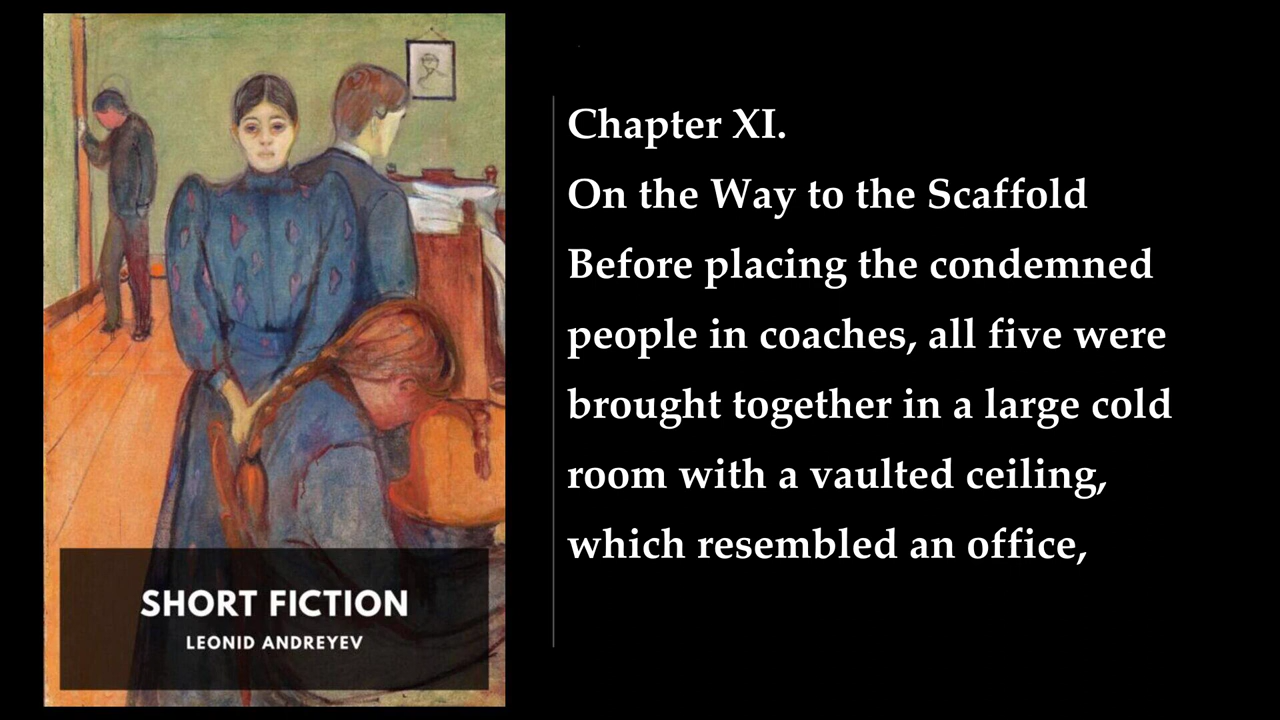 SHORT FICTION
LEONID ANDREYEV
Chapter XI.
On the Way to the Scaffold
Before placing the condemned
people in coaches, all five were
brought together in a large cold
room with a vaulted ceiling,
which resembled an office,